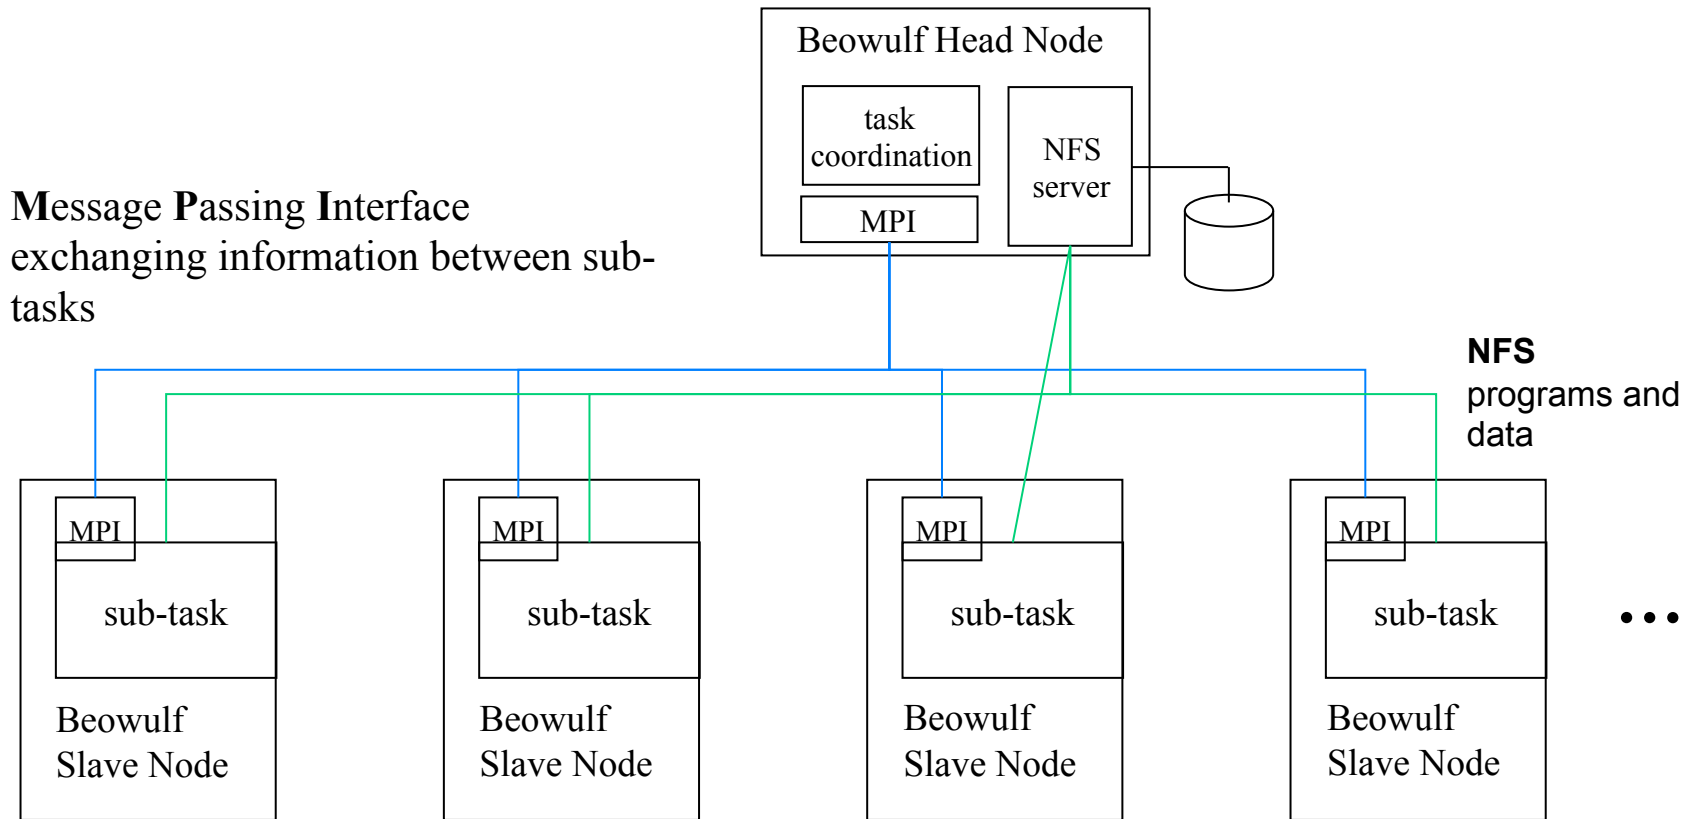 Beowulf Head Node
task
coordination
NFS
server
MPI
Message Passing Interface
exchanging information between sub-
tasks
NFS
programs and
data
MPI
MPI
MPI
MPI
sub-task
sub-task
sub-task
sub-task
Beowulf
Slave Node
Beowulf
Slave Node
Beowulf
Slave Node
Beowulf
Slave Node
...